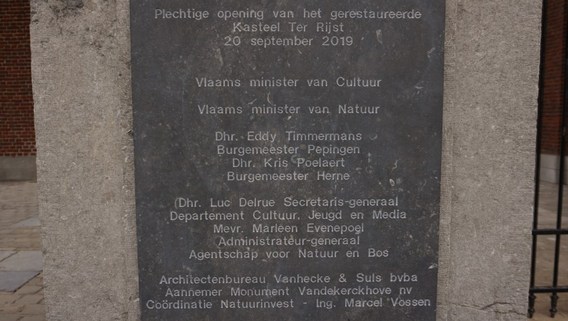 Plechtige opening van het gerestaureerde
Kasteel Ter Rijst
20 september 2019
Vlaams minister van Cultuur
Vlaams minister van Natuur
Dhr. Eddy Timmermans
Burgemeester Pepingen
Dhr. Kris Poelaert
Burgemeester Herne
(Dhr. Luc Delrue Secretaris-generaal
Departement Cultuur, Jeugd en Media
Mevr. Marleen Evenepoel
Administrateur-generaal
Agentschap voor Natuur en Bos
Architectenbureau Vanhecke & Suls bvba
Aannemer Monument Vandekerckhove nv
Coördinatie Natuurinvest - Ing. Marcel Vossen